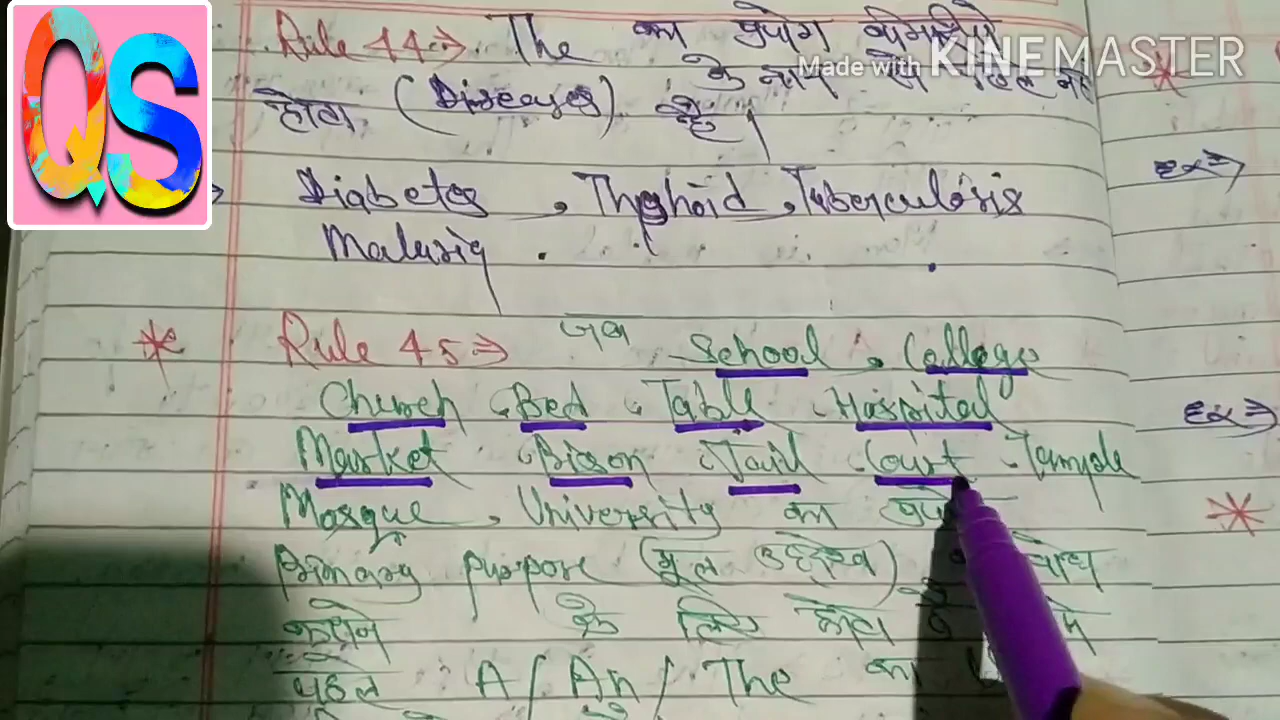 QS
Made with KINEMASTER
Rule 44⇒ The का प्रयोग बीमारियो
के नाम से पहले नही
होता (Diseases) है।
Diabetes, Thyphoid, Tuberculosis
Malaria.
Ex⇒
* Rule 45⇒ जब School, College
Church, Bed, Table, Hospital
Ex⇒
Market, Prison, Jail, Court, Temple
Mosque, University का प्रयोग
Primary purpose (मूल उद्देश्य) बोध
कराने के लिए होता है
पहले A/An/The का